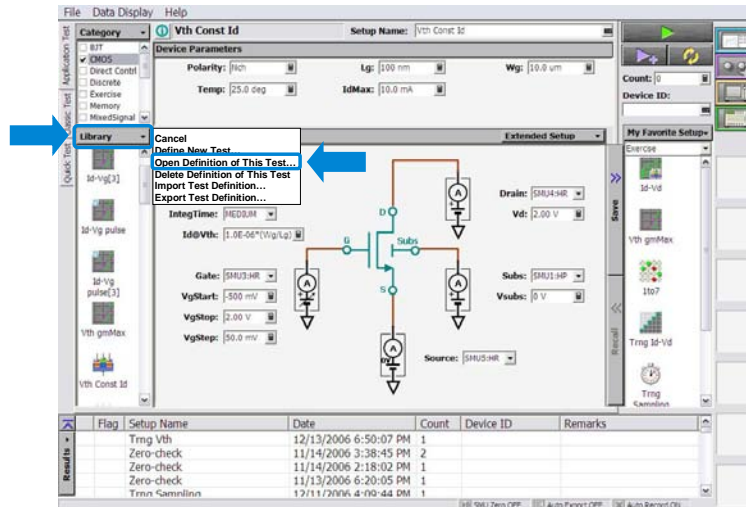 File Data Display Help
Quick Test Classic Test Application Test
Category
BJT
CMOS
Direct Contrl
Discrete
Exercise
Memory
MixedSignal
Library
Id-Vg[3]
Id-Vg pulse
Id-Vg pulse[3]
Vth gmMax
Vth Const Id
Vth Const Id
Setup Name: Vth Const Id
Device Parameters
Polarity: Nch
Lg: 100 nm
Wg: 10.0 um
Temp: 25.0 deg
IdMax: 10.0 mA
Extended Setup
Cancel
Define New Test...
Open Definition of This Test...
Delete Definition of This Test
Import Test Definition...
Export Test Definition...
IntegTime: MEDIUM
Id@Vth: 1.0E-06*(Wg/Lg)
Gate: SMU3:HR
VgStart: -500 mV
VgStop: 2.00 V
VgStep: 50.0 mV
D
G
Subs
S
A
A
A
A
Drain: SMU4:HR
Vd: 2.00 V
Subs: SMU1:HP
Vsubs: 0 V
Source: SMU5:HR
0V
Save
Recall
Count: 0
Device ID:
My Favorite Setup
Exercise
Id-Vd
Vth gmMax
1to7
Trng Id-Vd
Trng
Sampling
Results
Flag Setup Name Date Count Device ID Remarks
Trng Vth 12/13/2006 6:50:07 PM 1
Zero-check 11/14/2006 3:38:45 PM 2
Zero-check 11/14/2006 2:18:02 PM 1
Zero-check 11/13/2006 6:20:05 PM 1
Trng Sampling 12/11/2006 4:09:44 PM 1
SMU Zero OFF Auto Export OFF Auto Record ON